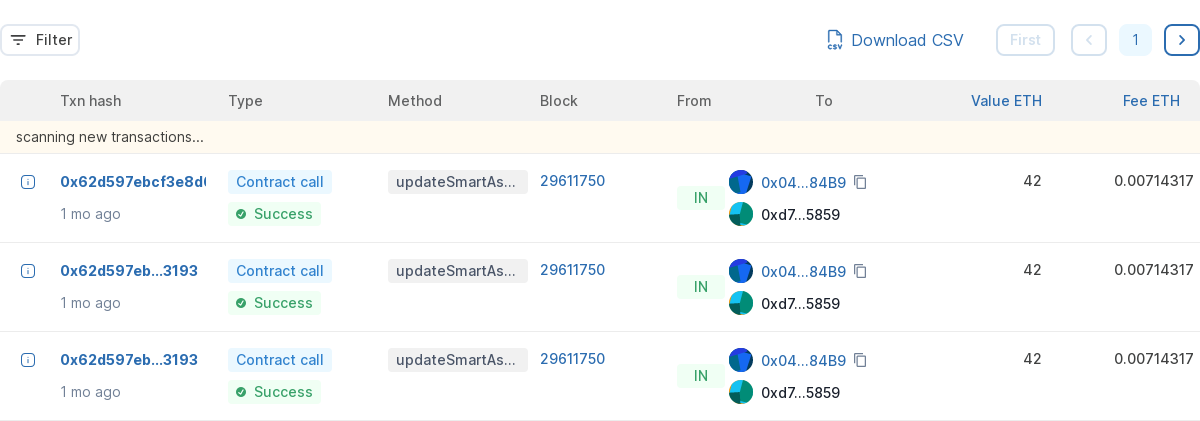 Filter
Download CSV First 1
Txn hash Type Method Block From To Value ETH Fee ETH
scanning new transactions...
0x62d597ebcf3e8d Contract call updateSmartAs... 29611750 IN 0x04...84B9 42 0.00714317
1 mo ago Success 0xd7...5859
0x62d597eb...3193 Contract call updateSmartAs... 29611750 IN 0x04...84B9 42 0.00714317
1 mo ago Success 0xd7...5859
0x62d597eb...3193 Contract call updateSmartAs... 29611750 IN 0x04...84B9 42 0.00714317
1 mo ago Success 0xd7...5859